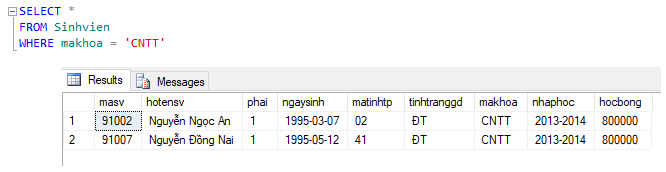 SELECT *
FROM Sinhvien
WHERE makhoa = 'CNTT'
Results Messages
masv hotensv phai ngaysinh matinhtp tinhtranggd makhoa nhaphoc hocbong
1 91002 Nguyễn Ngọc An 1 1995-03-07 02 ĐT CNTT 2013-2014 800000
2 91007 Nguyễn Đồng Nai 1 1995-05-12 41 ĐT CNTT 2013-2014 800000